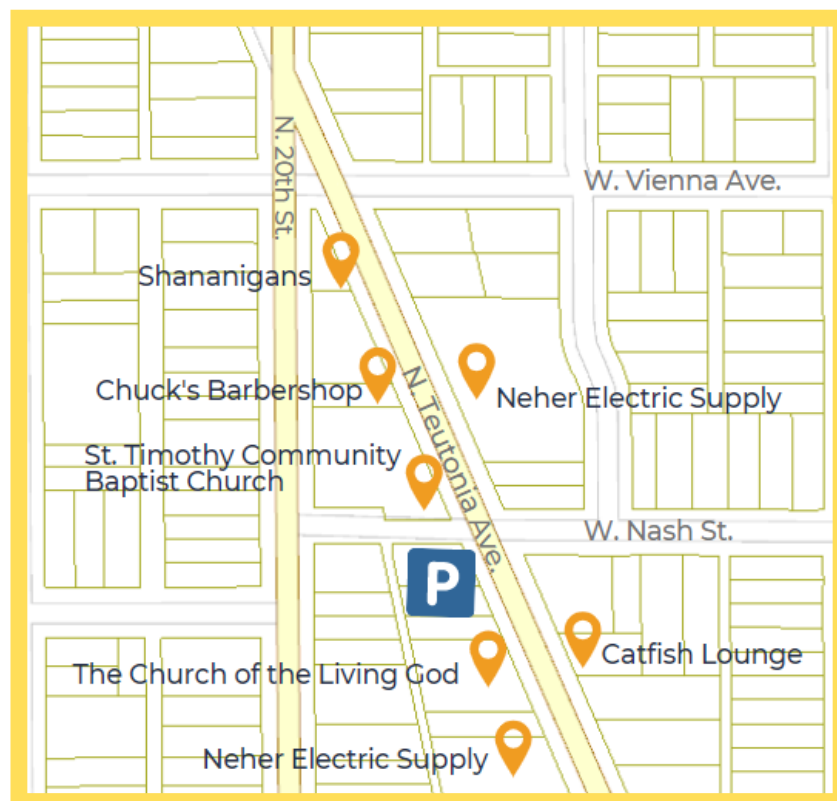 N. 20th St.
W. Vienna Ave.
Shananigans
Chuck's Barbershop
N. Teutonia Ave.
Neher Electric Supply
St. Timothy Community
Baptist Church
W. Nash St.
P
Catfish Lounge
The Church of the Living God
Neher Electric Supply